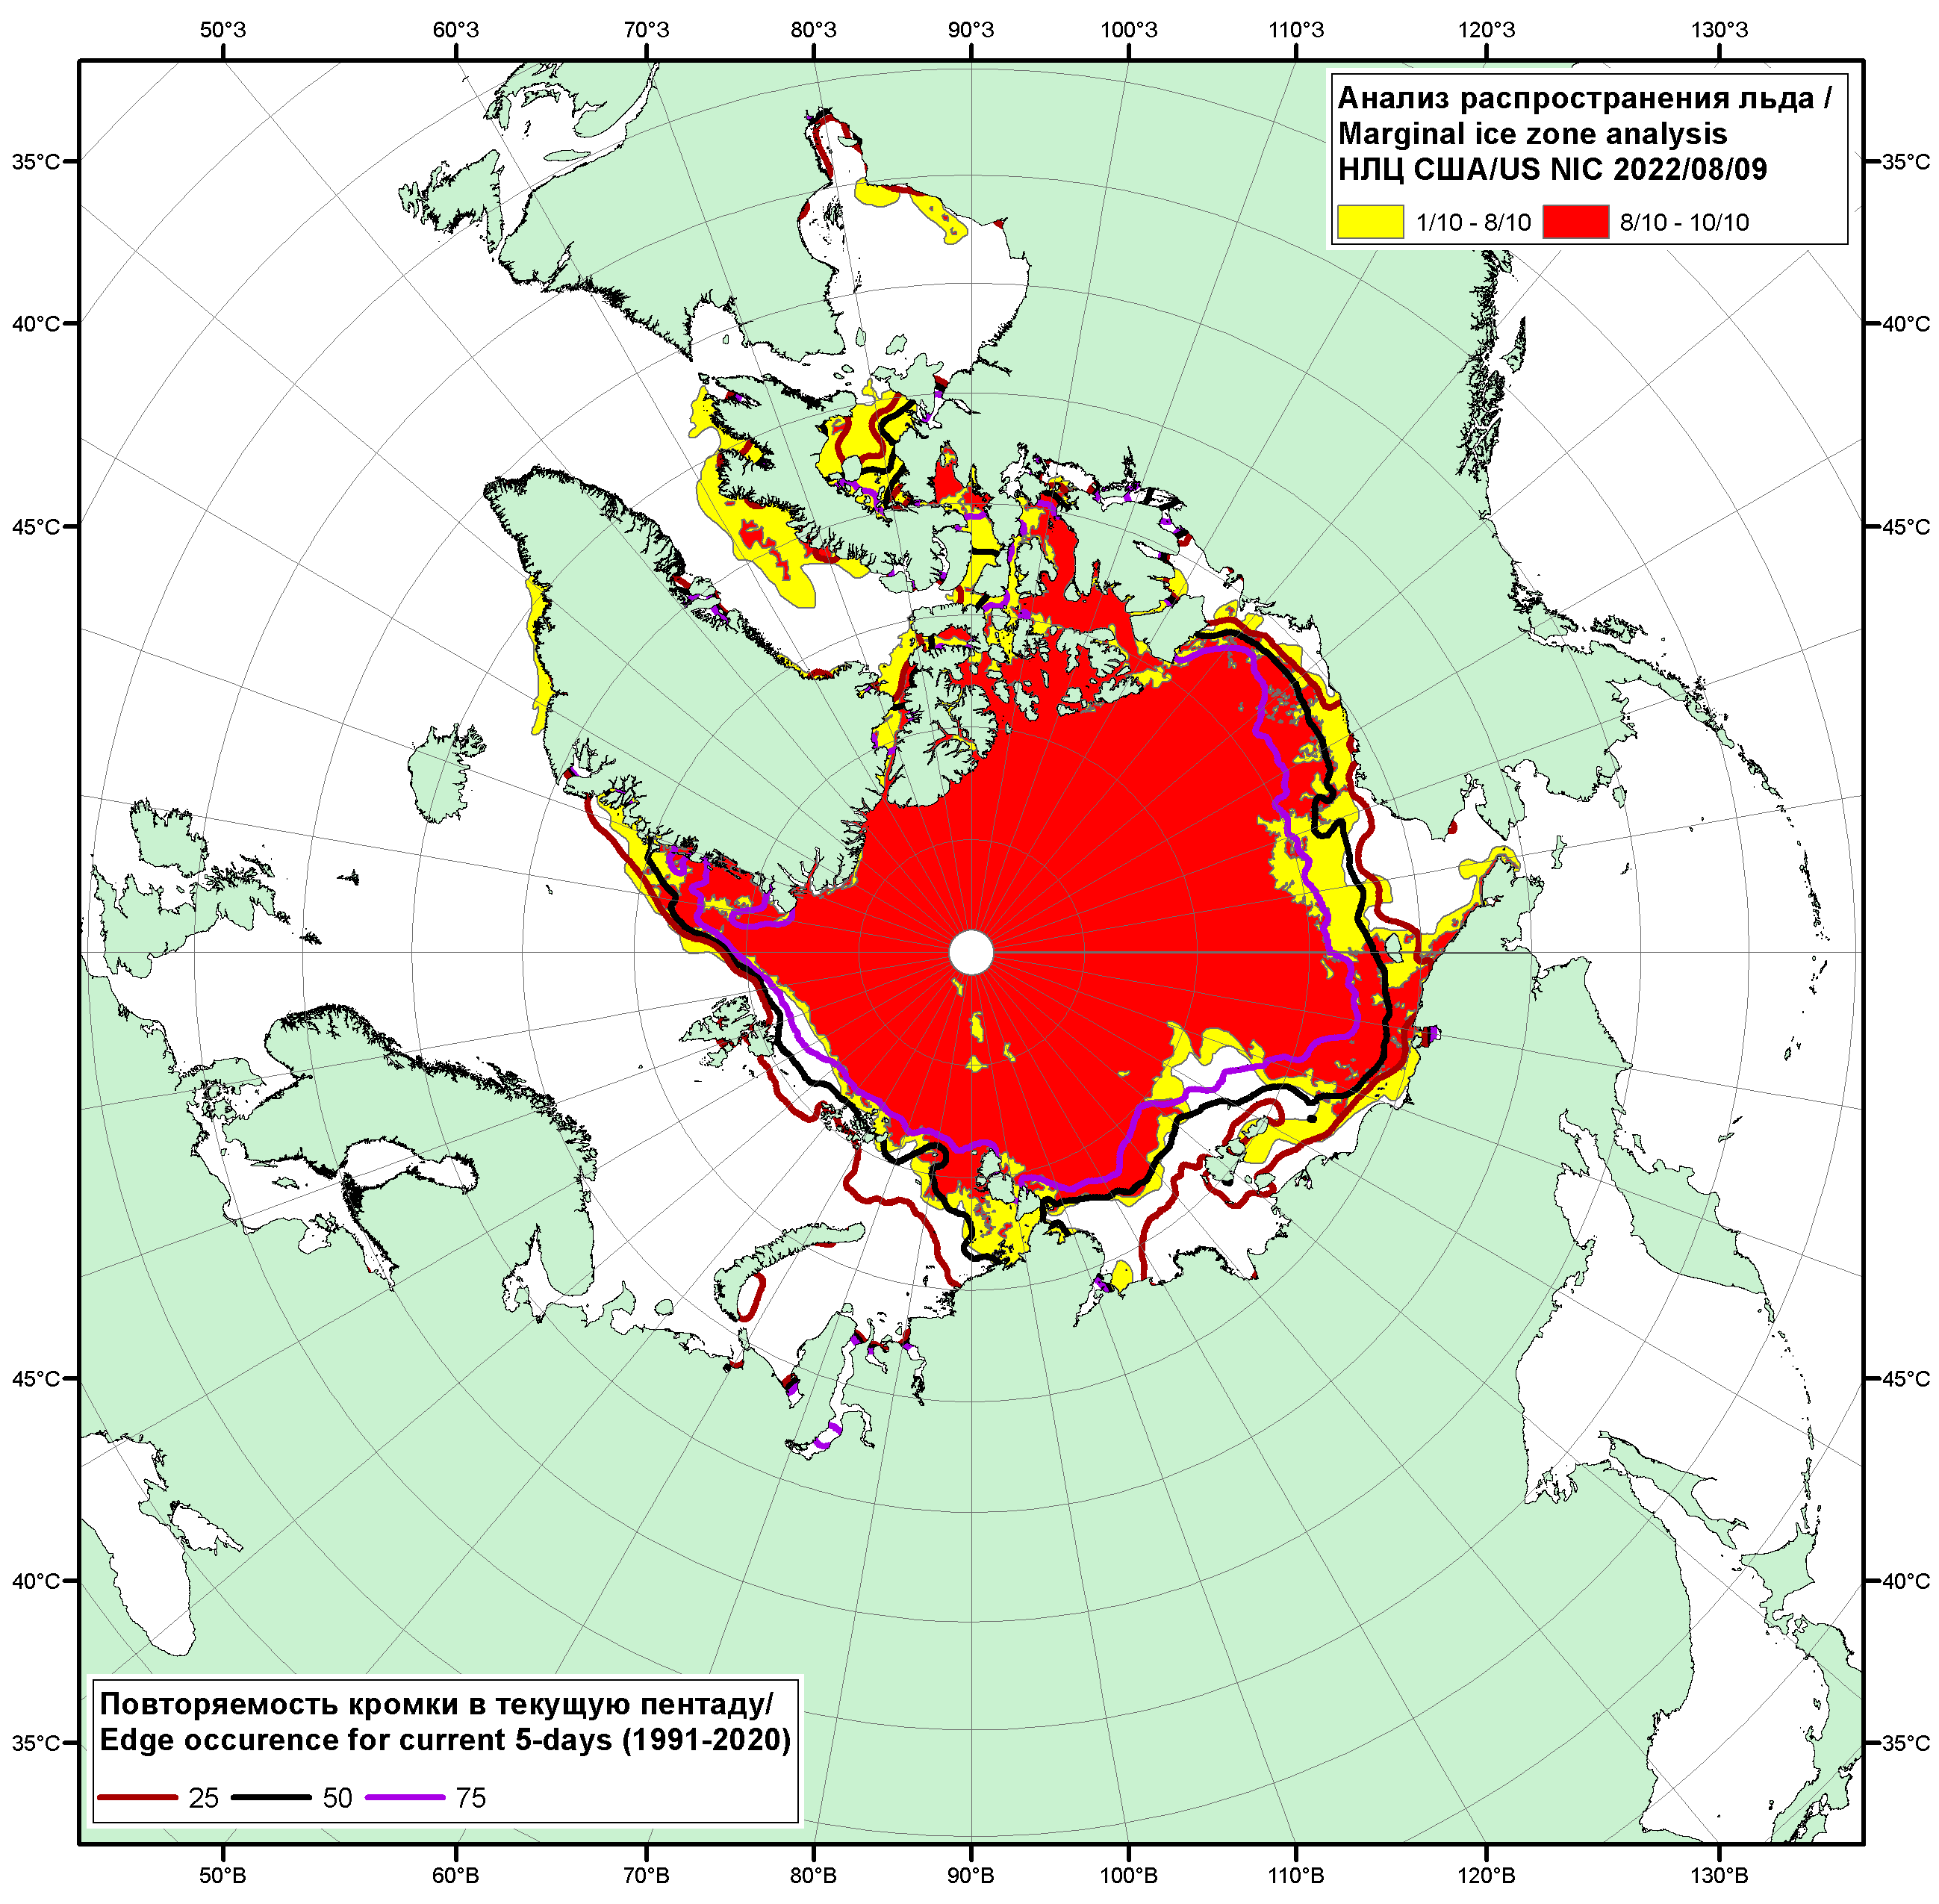 50°З 60°З 70°З 80°З 90°З 100°З 110°З 120°З 130°З
Анализ распространения льда /
Marginal ice zone analysis
НЛЦ США/US NIC 2022/08/09
1/10 - 8/10 8/10 - 10/10
35°С 35°С
40°С 40°С
45°С 45°С
45°С 45°С
40°С 40°С
35°С 35°С
Повторяемость кромки в текущую пентаду/
Edge occurence for current 5-days (1991-2020)
25 50 75
50°В 60°В 70°В 80°В 90°В 100°В 110°В 120°В 130°В